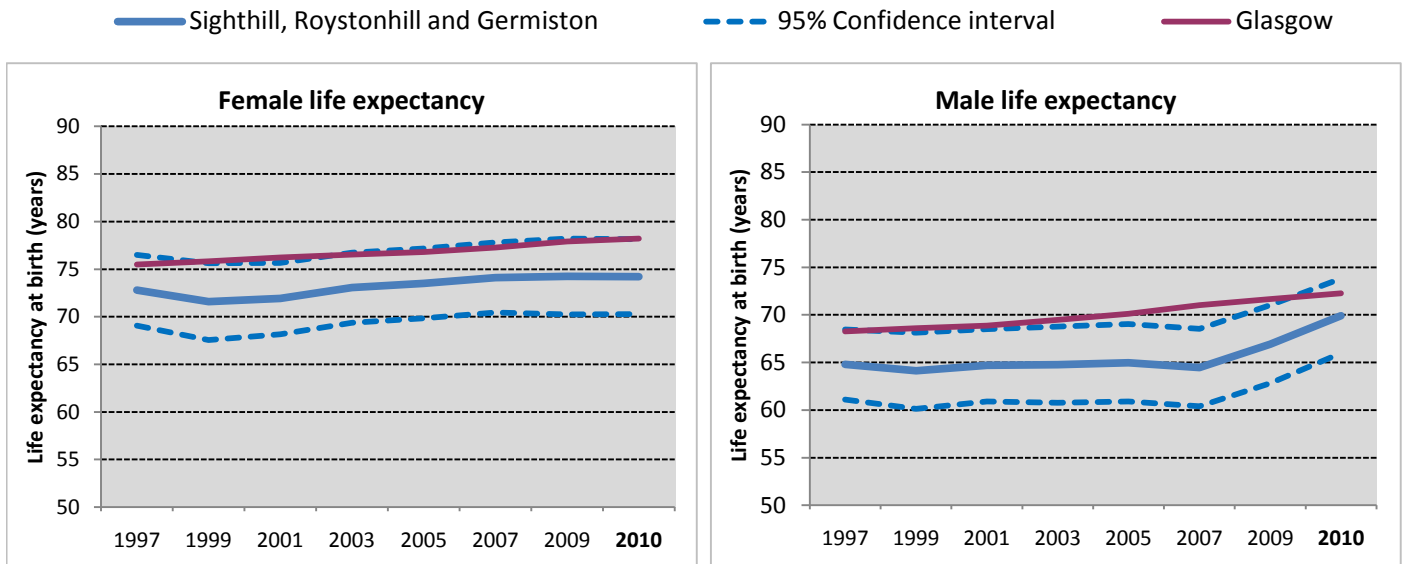 Sighthill, Roystonhill and Germiston 95% Confidence interval Glasgow
Female life expectancy
Life expectancy at birth (years)
90
85
80
75
70
65
60
55
50
1997 1999 2001 2003 2005 2007 2009 2010
Male life expectancy
Life expectancy at birth (years)
90
85
80
75
70
65
60
55
50
1997 1999 2001 2003 2005 2007 2009 2010